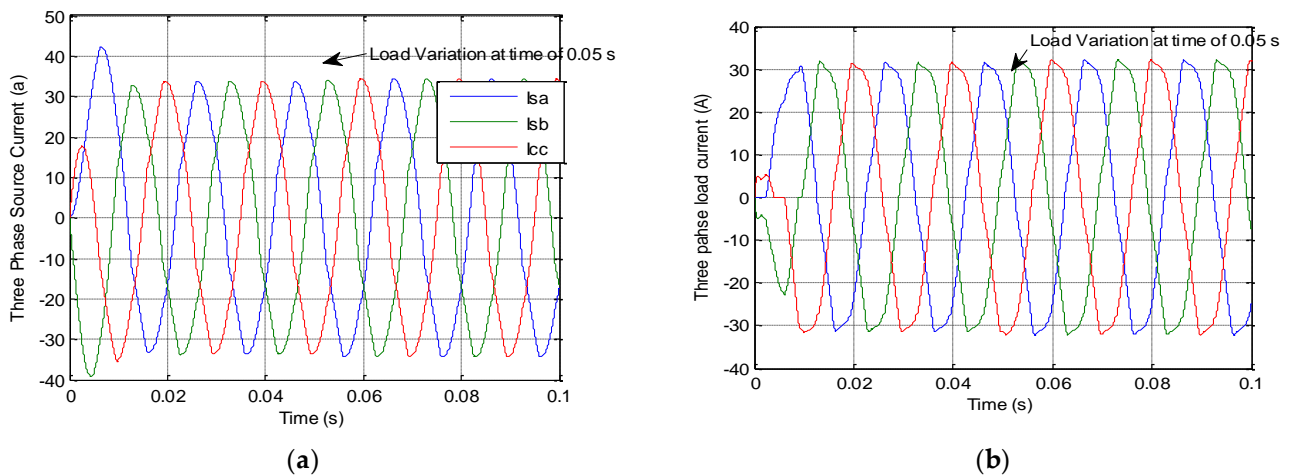 50
40
30
20
10
0
-10
-20
-30
-40
0
0.02
0.04
0.06
0.08
0.1
Three Phase Source Current (a)
Time (s)
Load Variation at time of 0.05 s
Isa
Isb
Icc
(a)
40
30
20
10
0
-10
-20
-30
-40
0
0.02
0.04
0.06
0.08
0.1
Three pahse load current (A)
Time (s)
Load Variation at time of 0.05 s
(b)